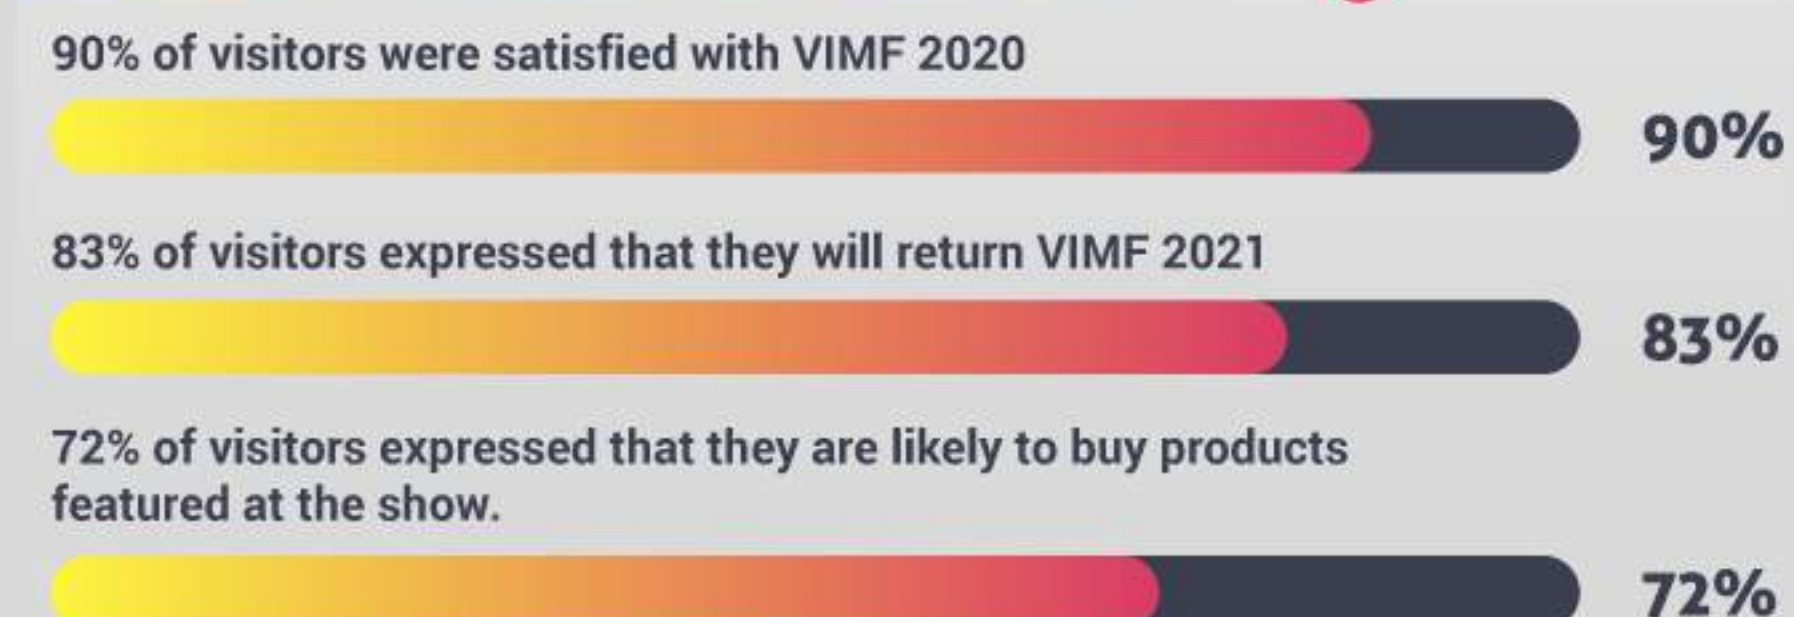 90% of visitors were satisfied with VIMF 2020
90%
83% of visitors expressed that they will return VIMF 2021
83%
72% of visitors expressed that they are likely to buy products
featured at the show.
72%